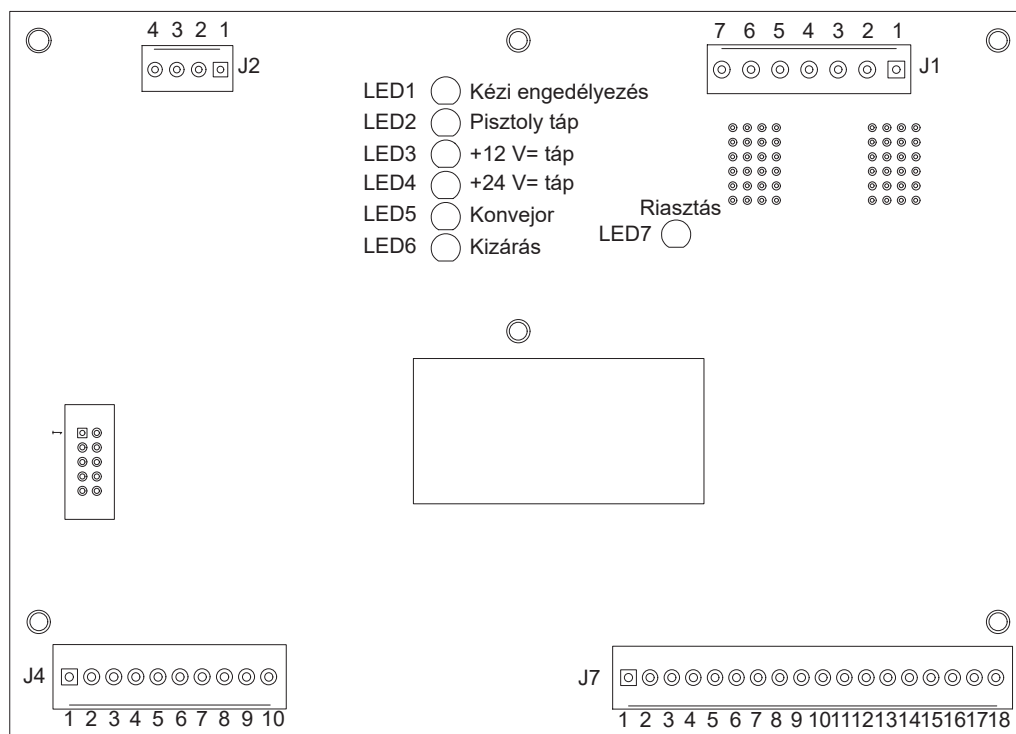 4 3 2 1
J2
7 6 5 4 3 2 1
J1
LED1 Kézi engedélyezés
LED2 Pisztoly táp
LED3 +12 V= táp
LED4 +24 V= táp
LED5 Konvejor
LED6 Kizárás
Riasztás
LED7
1
J4
1 2 3 4 5 6 7 8 9 10
J7
1 2 3 4 5 6 7 8 9 10 11 12 13 14 15 16 17 18